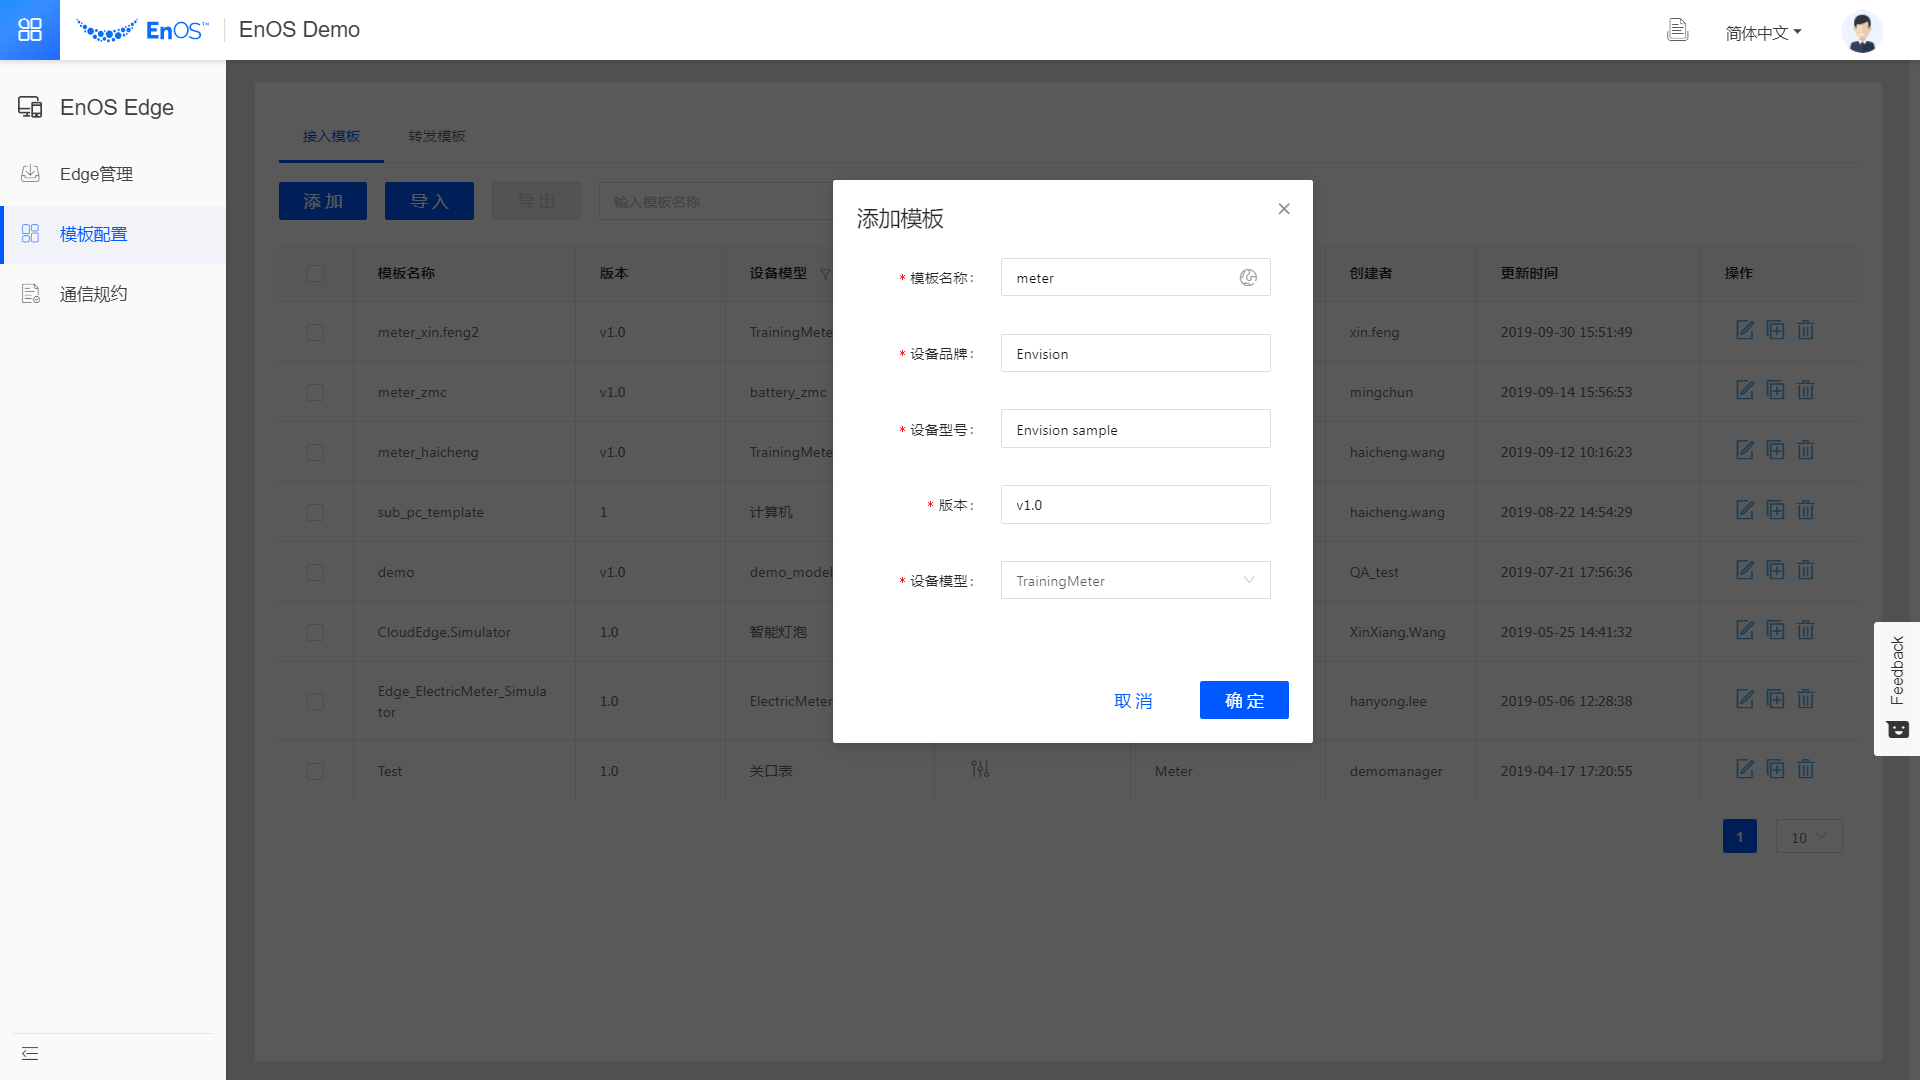 EnOS™ EnOS Demo 简体中文
EnOS Edge
Edge管理
模板配置
通信规约
接入模板 转发模板
添加 导入 导出 输入模板名称
模板名称 版本 设备模型 创建者 更新时间 操作
meter_xin.feng2 v1.0 TrainingMete xin.feng 2019-09-30 15:51:49
meter_zmc v1.0 battery_zmc mingchun 2019-09-14 15:56:53
meter_haicheng v1.0 TrainingMete haicheng.wang 2019-09-12 10:16:23
sub_pc_template 1 计算机 haicheng.wang 2019-08-22 14:54:29
demo v1.0 demo_model QA_test 2019-07-21 17:56:36
CloudEdge.Simulator 1.0 智能灯泡 XinXiang.Wang 2019-05-25 14:41:32
Edge_ElectricMeter_Simula
tor 1.0 ElectricMeter hanyong.lee 2019-05-06 12:28:38
Test 1.0 关口表 Meter demomanager 2019-04-17 17:20:55
1 10
添加模板
* 模板名称: meter
* 设备品牌: Envision
* 设备型号: Envision sample
* 版本: v1.0
* 设备模型: TrainingMeter
取消 确定
Feedback